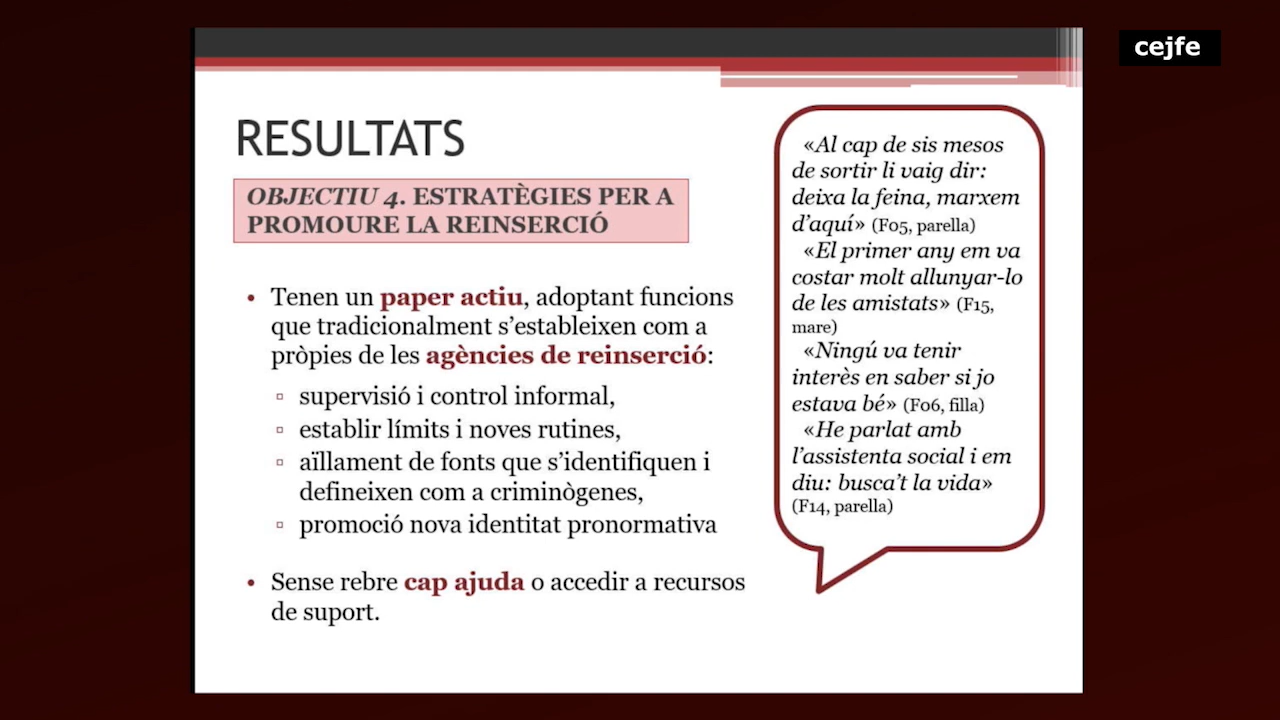 cejfe
RESULTATS
OBJECTIU 4. ESTRATÈGIES PER A
PROMOURE LA REINSERCIÓ
• Tenen un paper actiu, adoptant funcions
que tradicionalment s’estableixen com a
pròpies de les agències de reinserció:
▫ supervisió i control informal,
▫ establir límits i noves rutines,
▫ aïllament de fonts que s’identifiquen i
defineixen com a criminògenes,
▫ promoció nova identitat pronormativa
• Sense rebre cap ajuda o accedir a recursos
de suport.
«Al cap de sis mesos
de sortir li vaig dir:
deixa la feina, marxem
d’aquí» (F05, parella)
«El primer any em va
costar molt allunyar-lo
de les amistats» (F15,
mare)
«Ningú va tenir
interès en saber si jo
estava bé» (F06, filla)
«He parlat amb
l’assistenta social i em
diu: busca’t la vida»
(F14, parella)